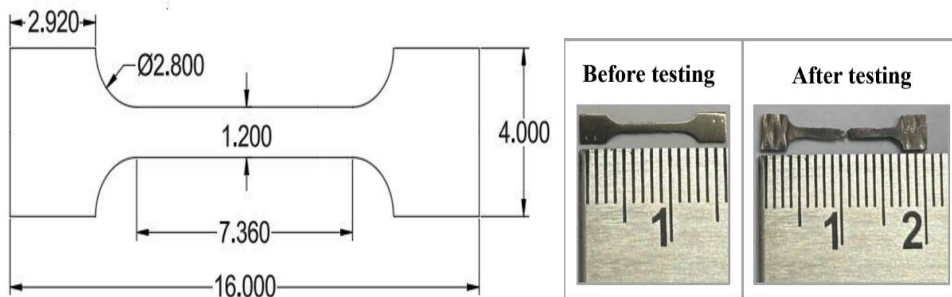 2.920
Ø2.800
1.200
4.000
7.360
16.000
Before testing
After testing
1
1 2